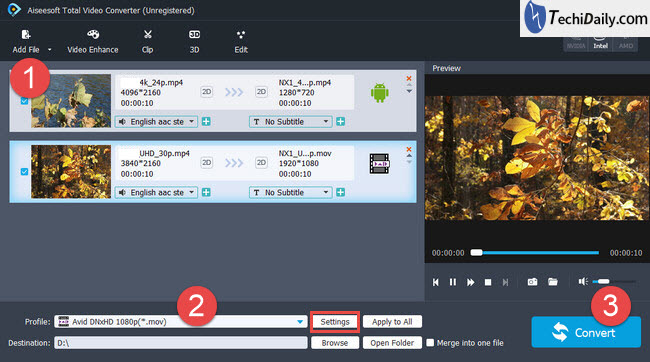 Aiseesoft Total Video Converter (Unregistered)
TechiDaily.com
Add File Video Enhance Clip 3D Edit
NVIDIA Intel AMD
1
4k_24p.mp4 NX1_4...p.mp4
4096*2160 2D 1280*720
00:00:10 00:00:10
English aac ste T No Subtitle
UHD_30p.mp4 NX1_U...p.mov
3840*2160 2D 1920*1080
00:00:10 00:00:10
English aac ste T No Subtitle
Preview
00:00:00 00:00:10
2
3
Profile: Avid DNxHD 1080p(*.mov) Settings Apply to All
Convert
Destination: D:\ Browse Open Folder Merge into one file